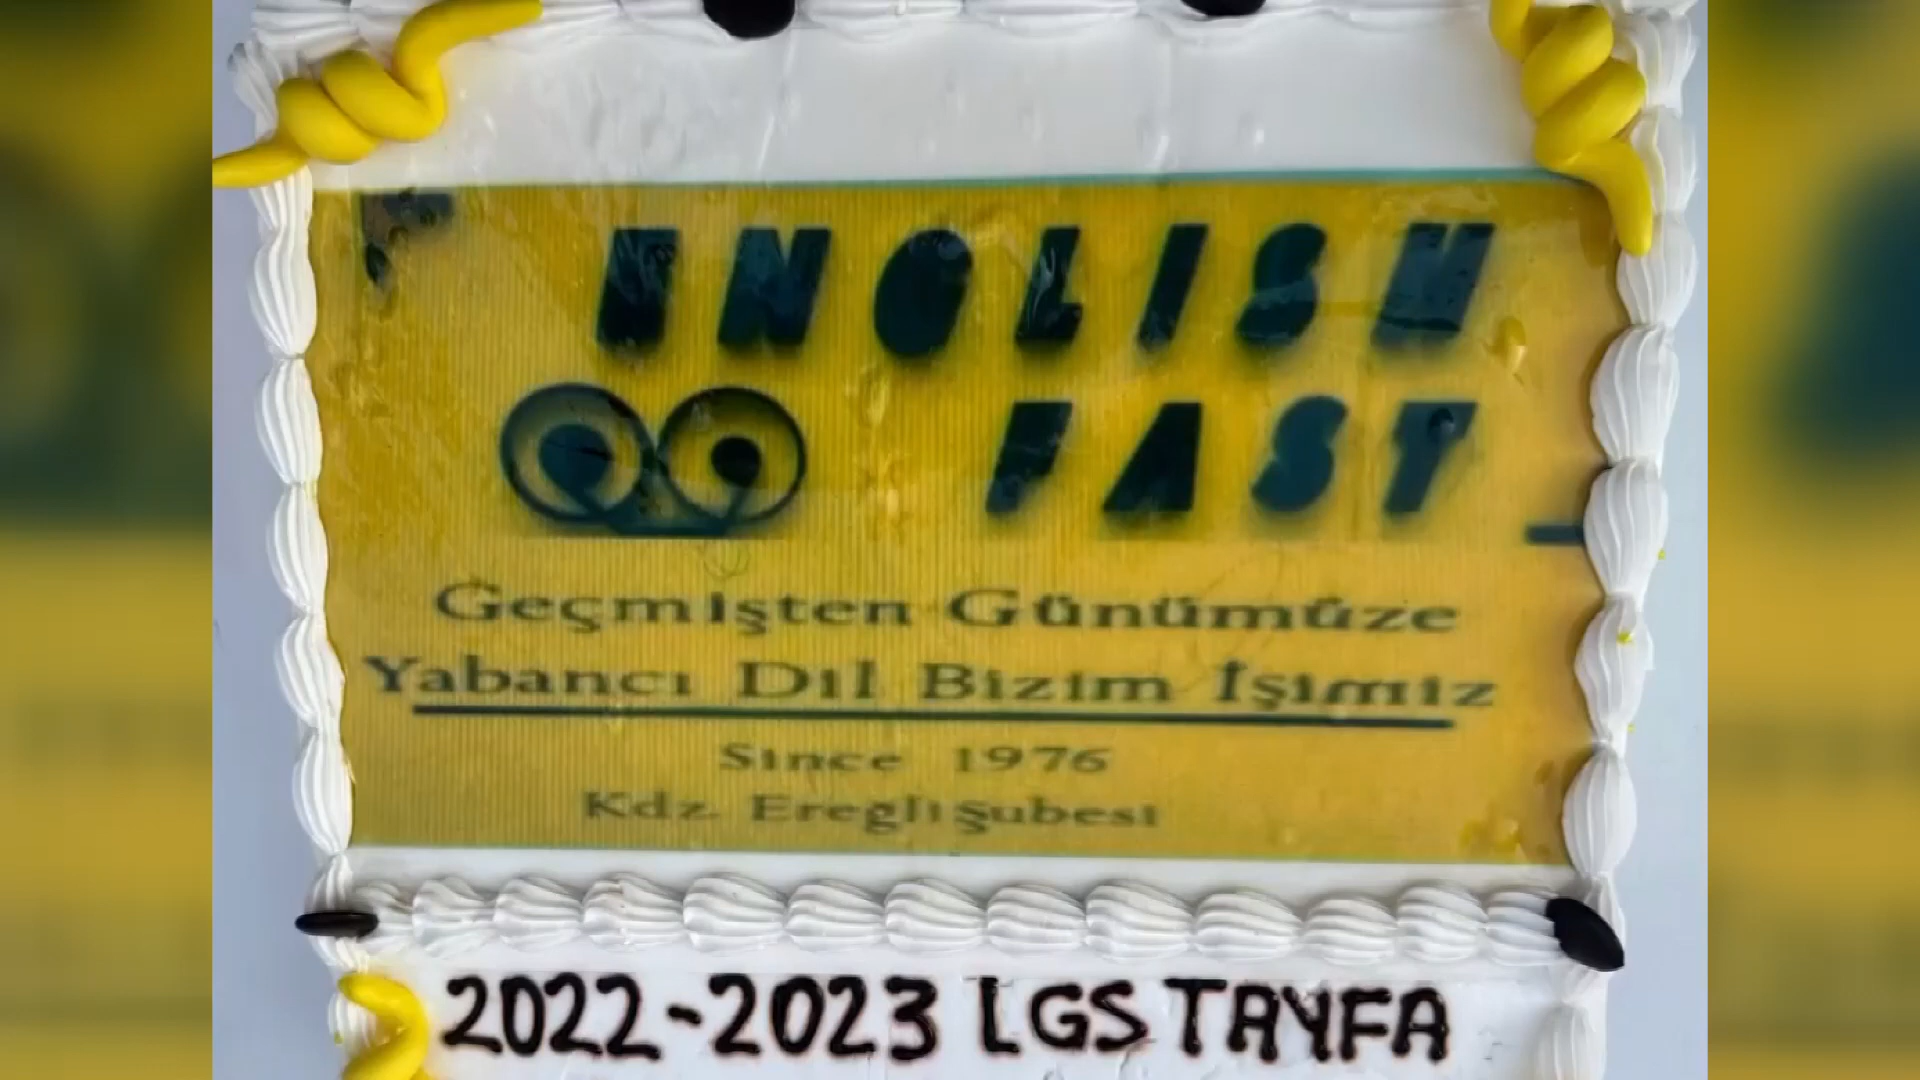 ENGLISH
FAST
Geçmişten Günümüze
Yabancı Dil Bizim İşimiz
Since 1976
Kdz. Ereğli Şubesi
2022-2023 LGS TAYFA